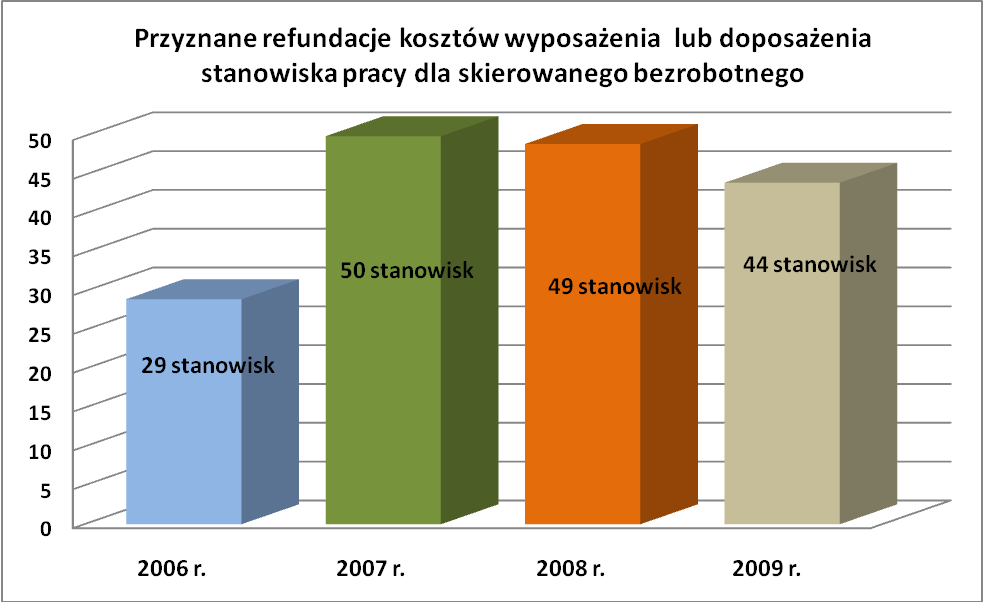 Przyznane refundacje kosztów wyposażenia lub doposażenia
stanowiska pracy dla skierowanego bezrobotnego
50
45
40
35
30
25
20
15
10
5
0
29 stanowisk
50 stanowisk
49 stanowisk
44 stanowisk
2006 r.
2007 r.
2008 r.
2009 r.